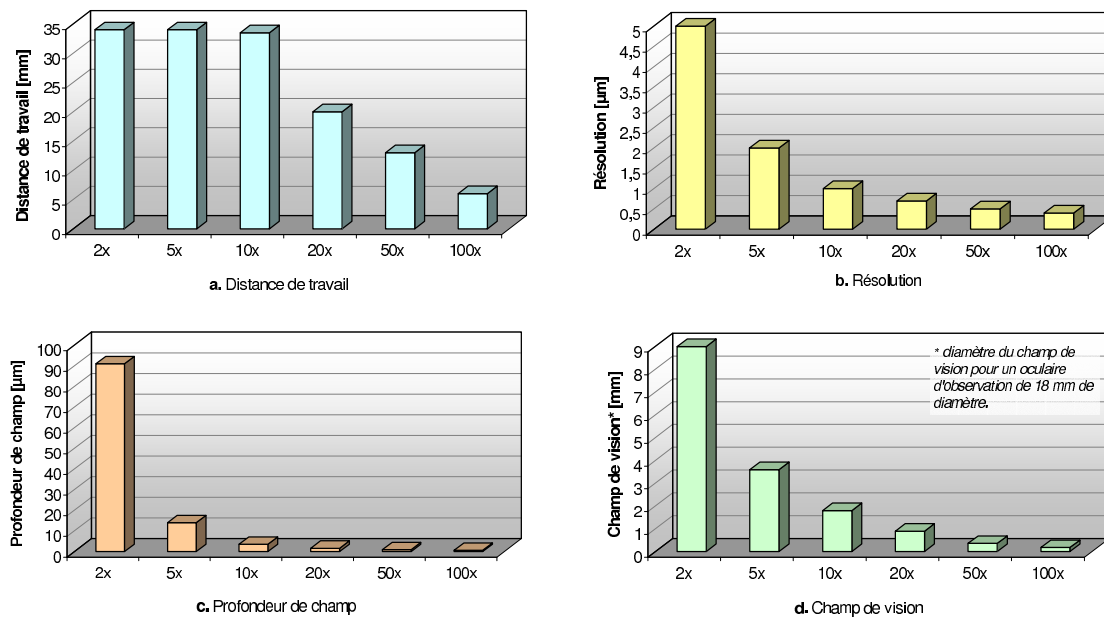 Distance de travail [mm]
35
30
25
20
15
10
5
0
2x 5x 10x 20x 50x 100x
a. Distance de travail
Résolution [µm]
5
4,5
4
3,5
3
2,5
2
1,5
1
0,5
0
2x 5x 10x 20x 50x 100x
b. Résolution
Profondeur de champ [µm]
100
90
80
70
60
50
40
30
20
10
0
2x 5x 10x 20x 50x 100x
c. Profondeur de champ
Champ de vision* [mm]
9
8
7
6
5
4
3
2
1
0
* diamètre du champ de
vision pour un oculaire
d'observation de 18 mm de
diamètre.
2x 5x 10x 20x 50x 100x
d. Champ de vision